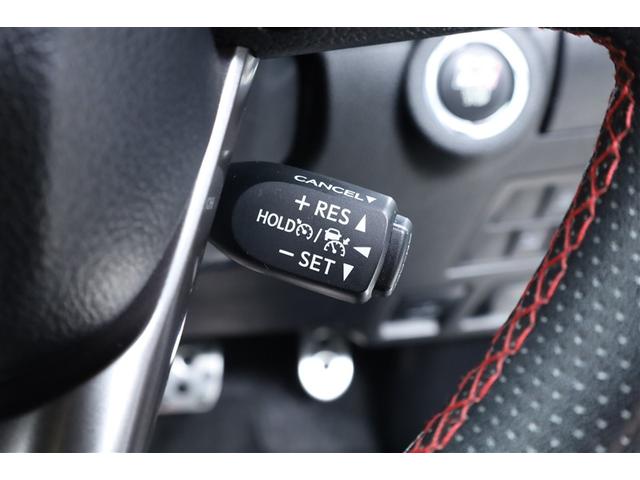 CANCEL▼
+ RES ▲
HOLD / ◀
−SET ▼